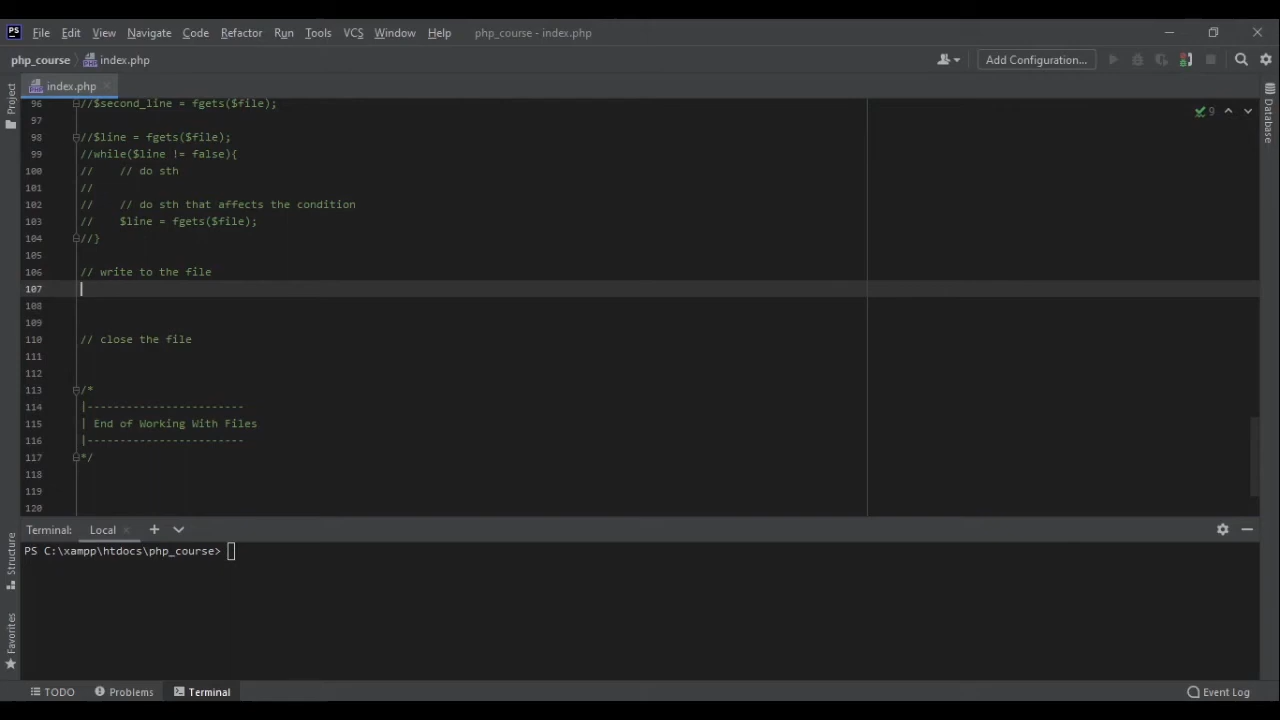 PS File Edit View Navigate Code Refactor Run Tools VCS Window Help php_course - index.php
php_course index.php Add Configuration...
index.php
Project
Database
9
96 //$second_line = fgets($file);
97
98 //$line = fgets($file);
99 //while($line != false){
100 //    // do sth
101 //
102 //    // do sth that affects the condition
103 //    $line = fgets($file);
104 //}
105
106 // write to the file
107
108
109
110 // close the file
111
112
113 /*
114 |------------------------
115 | End of Working With Files
116 |------------------------
117 */
118
119
120
Terminal: Local
PS C:\xampp\htdocs\php_course>
Structure
Favorites
TODO Problems Terminal Event Log